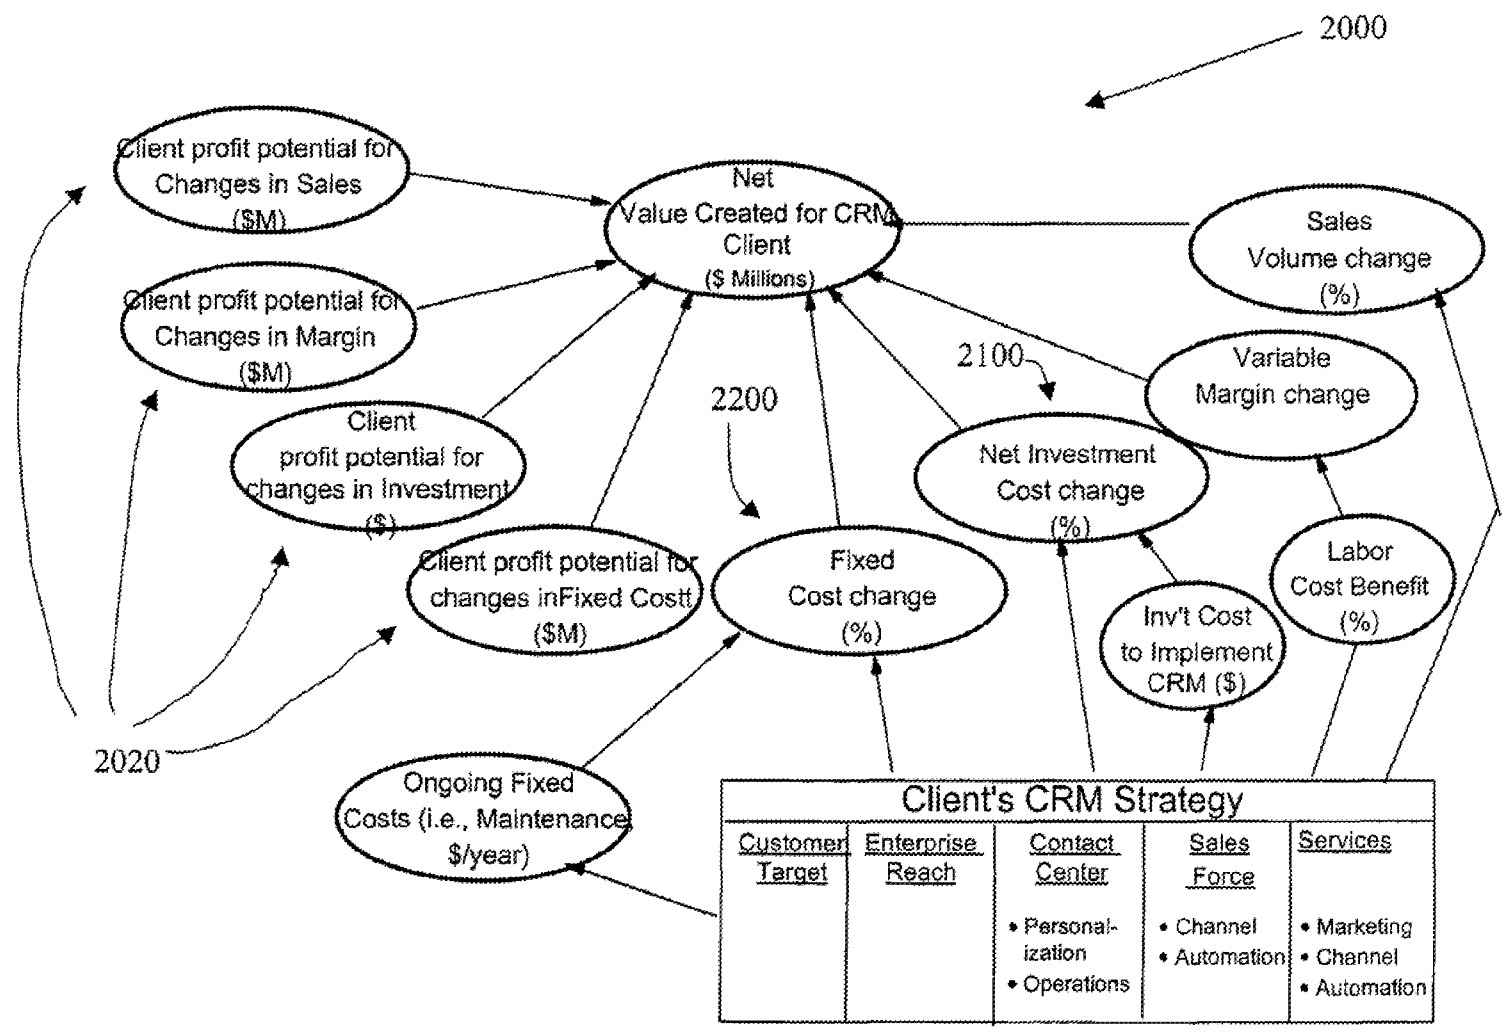 2000
Client profit potential for
Changes in Sales
($M)
Net
Value Created for CRM
Client
($ Millions)
Sales
Volume change
(%)
Client profit potential for
Changes in Margin
($M)
2100
Variable
Margin change
2200
Client
profit potential for
changes in Investment
($)
Net Investment
Cost change
(%)
Client profit potential for
changes inFixed Costt
($M)
Fixed
Cost change
(%)
Labor
Cost Benefit
(%)
Inv't Cost
to Implement
CRM ($)
2020
Ongoing Fixed
Costs (i.e., Maintenance,
$/year)
Client's CRM Strategy
Customer
Target
Enterprise
Reach
Contact
Center
• Personal-
ization
• Operations
Sales
Force
• Channel
• Automation
Services
• Marketing
• Channel
• Automation